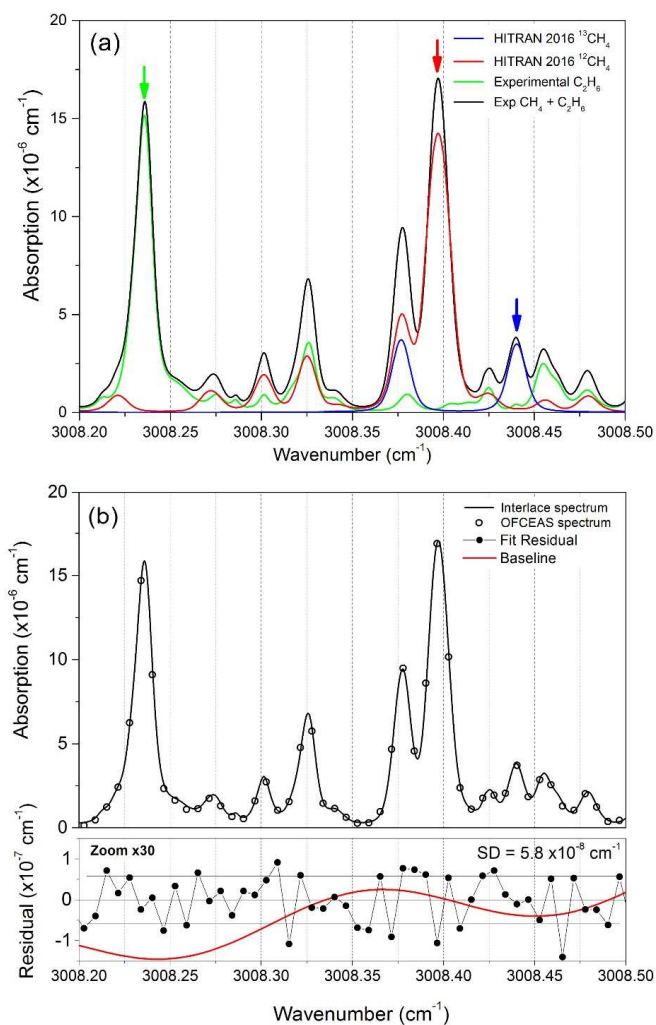 (a)
HITRAN 2016 ¹³CH₄
HITRAN 2016 ¹²CH₄
Experimental C₂H₆
Exp CH₄ + C₂H₆
Absorption (x10⁻⁶ cm⁻¹)
20
15
10
5
0
3008.20 3008.25 3008.30 3008.35 3008.40 3008.45 3008.50
Wavenumber (cm⁻¹)
(b)
Interlace spectrum
OFCEAS spectrum
Fit Residual
Baseline
Absorption (x10⁻⁶ cm⁻¹)
20
15
10
5
0
Zoom x30
SD = 5.8 x10⁻⁸ cm⁻¹
Residual (x10⁻⁷ cm⁻¹)
1
0
-1
3008.20 3008.25 3008.30 3008.35 3008.40 3008.45 3008.50
Wavenumber (cm⁻¹)